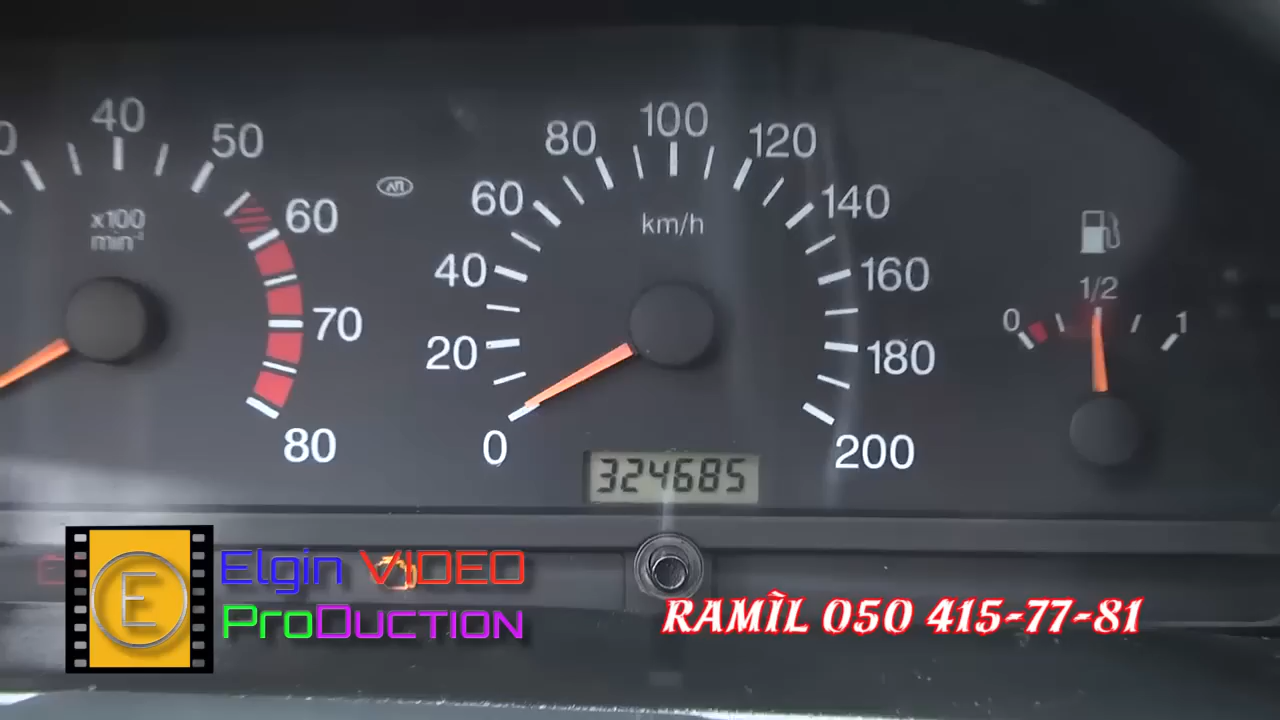 40
50
60
70
80
x100
min⁻¹
0
20
40
60
80
100
120
140
160
180
200
km/h
324685
0
1/2
1
E
Elgin VIDEO
ProDUCTION
RAMÌL 050 415-77-81